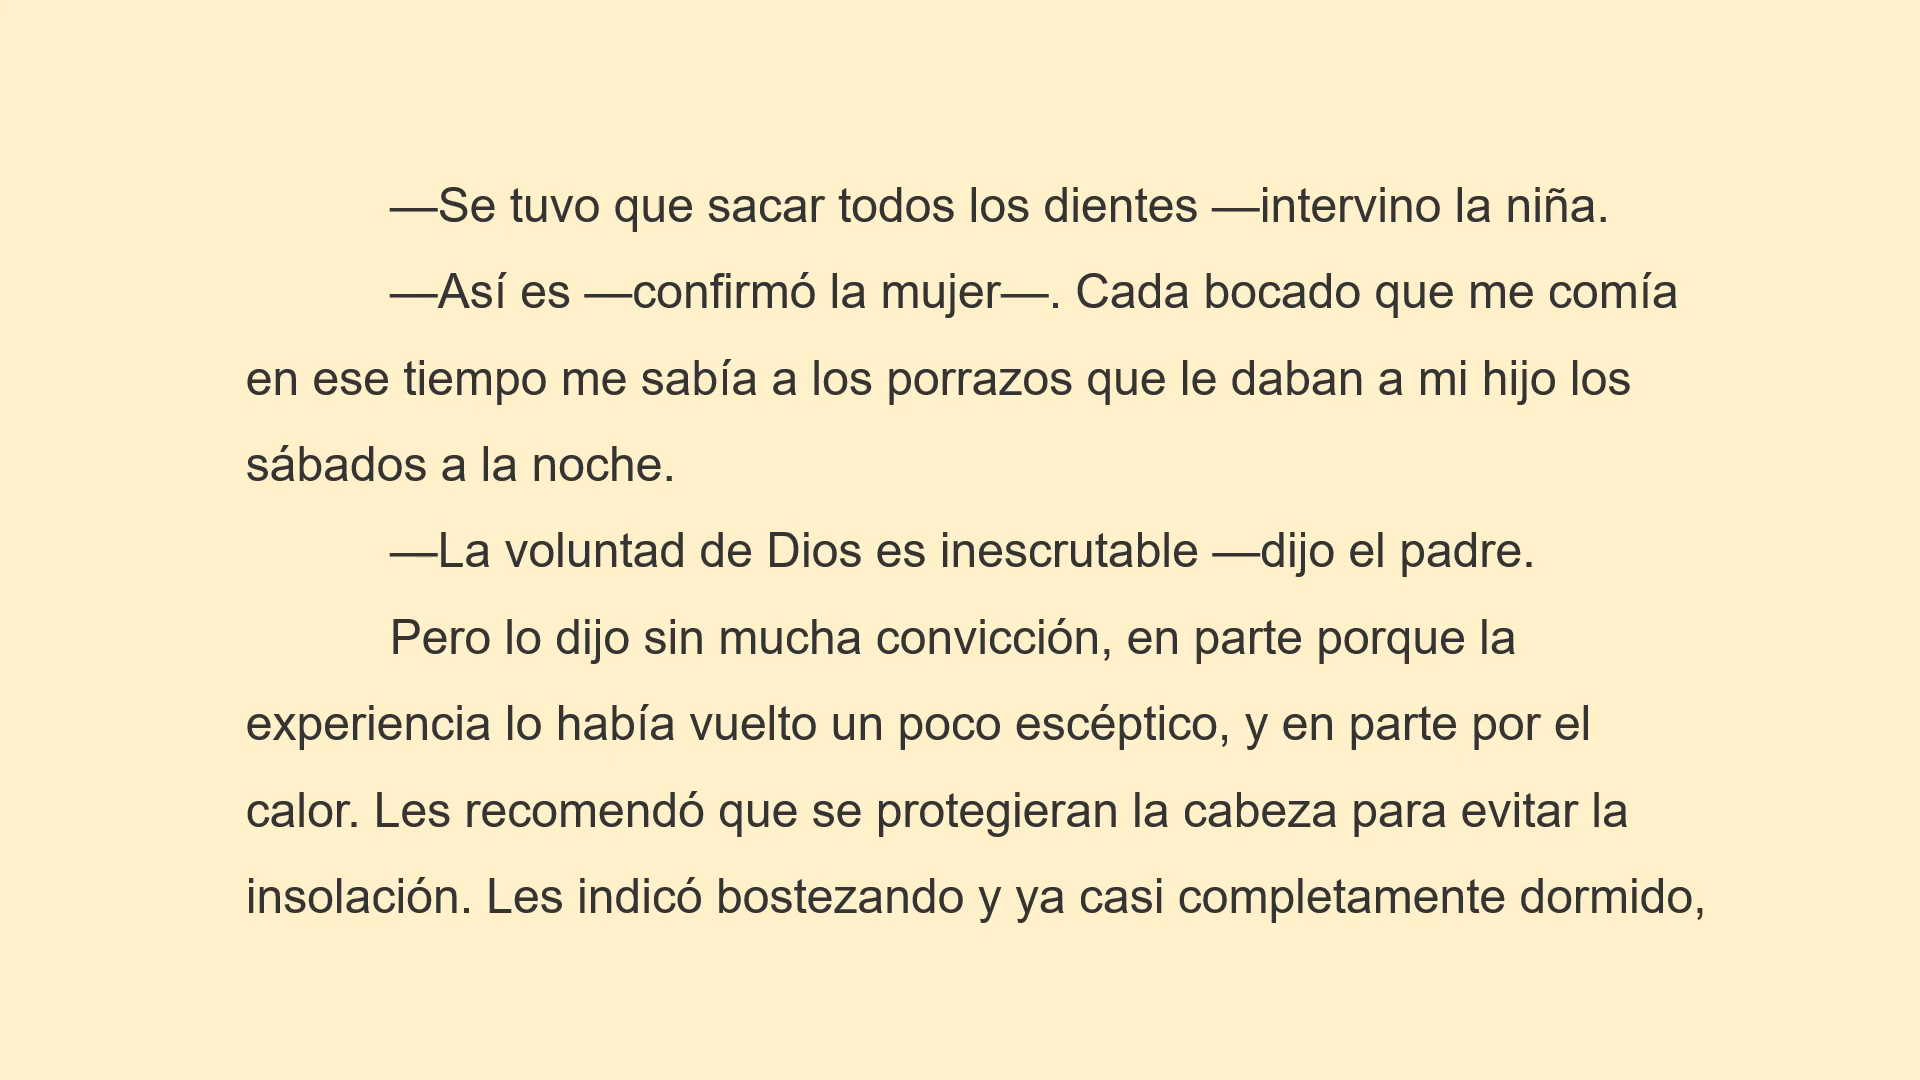 —Se tuvo que sacar todos los dientes —intervino la niña.
—Así es —confirmó la mujer—. Cada bocado que me comía
en ese tiempo me sabía a los porrazos que le daban a mi hijo los
sábados a la noche.
—La voluntad de Dios es inescrutable —dijo el padre.
Pero lo dijo sin mucha convicción, en parte porque la
experiencia lo había vuelto un poco escéptico, y en parte por el
calor. Les recomendó que se protegieran la cabeza para evitar la
insolación. Les indicó bostezando y ya casi completamente dormido,